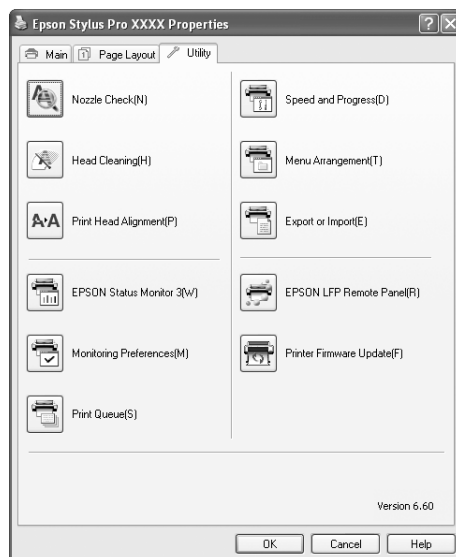 Epson Stylus Pro XXXX Properties
Main
Page Layout
Utility
Nozzle Check(N)
Head Cleaning(H)
Print Head Alignment(P)
EPSON Status Monitor 3(W)
Monitoring Preferences(M)
Print Queue(S)
Speed and Progress(D)
Menu Arrangement(T)
Export or Import(E)
EPSON LFP Remote Panel(R)
Printer Firmware Update(F)
Version 6.60
OK
Cancel
Help